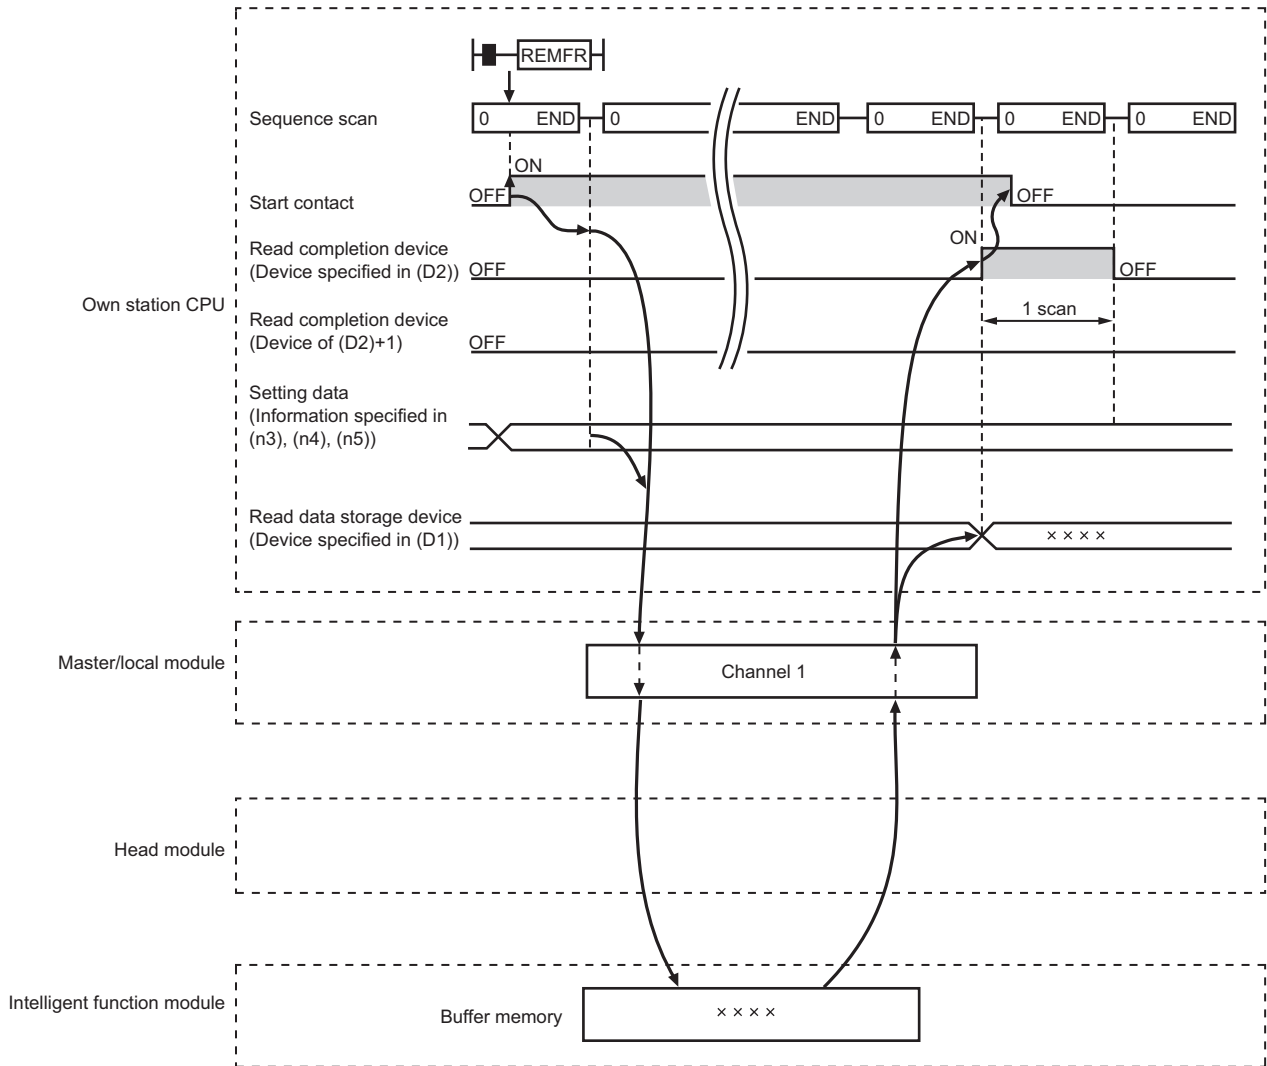 REMFR
Sequence scan
0 END 0 END 0 END 0 END 0 END
ON
Start contact
OFF
OFF
Read completion device
(Device specified in (D2))
OFF
ON
OFF
1 scan
Own station CPU
Read completion device
(Device of (D2)+1)
OFF
Setting data
(Information specified in
(n3), (n4), (n5))
Read data storage device
(Device specified in (D1))
× × × ×
Master/local module
Channel 1
Head module
Intelligent function module
Buffer memory
× × × ×